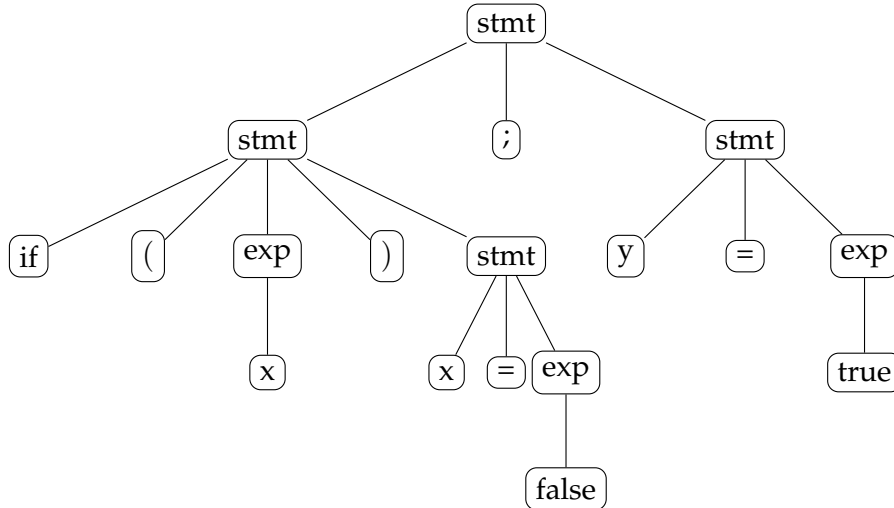 stmt
stmt ; stmt
if ( exp ) stmt y = exp
x x = exp true
false